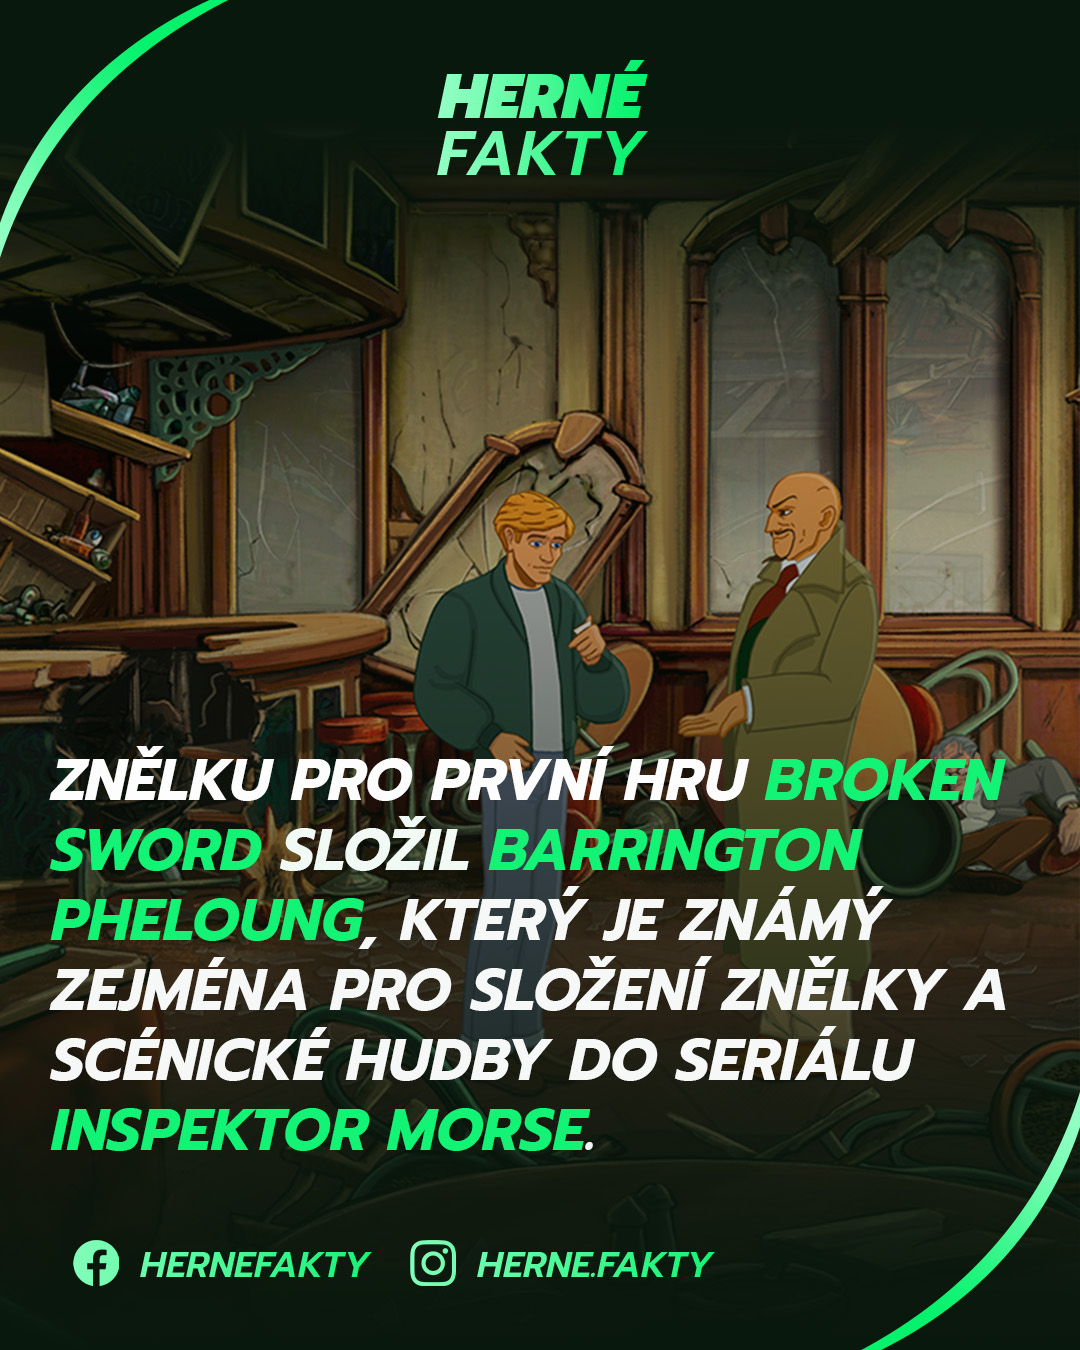 HERNÉ
FAKTY
ZNĚLKU PRO PRVNÍ HRU BROKEN
SWORD SLOŽIL BARRINGTON
PHELOUNG, KTERÝ JE ZNÁMÝ
ZEJMÉNA PRO SLOŽENÍ ZNĚLKY A
SCÉNICKÉ HUDBY DO SERIÁLU
INSPEKTOR MORSE.
HERNEFAKTY HERNE.FAKTY